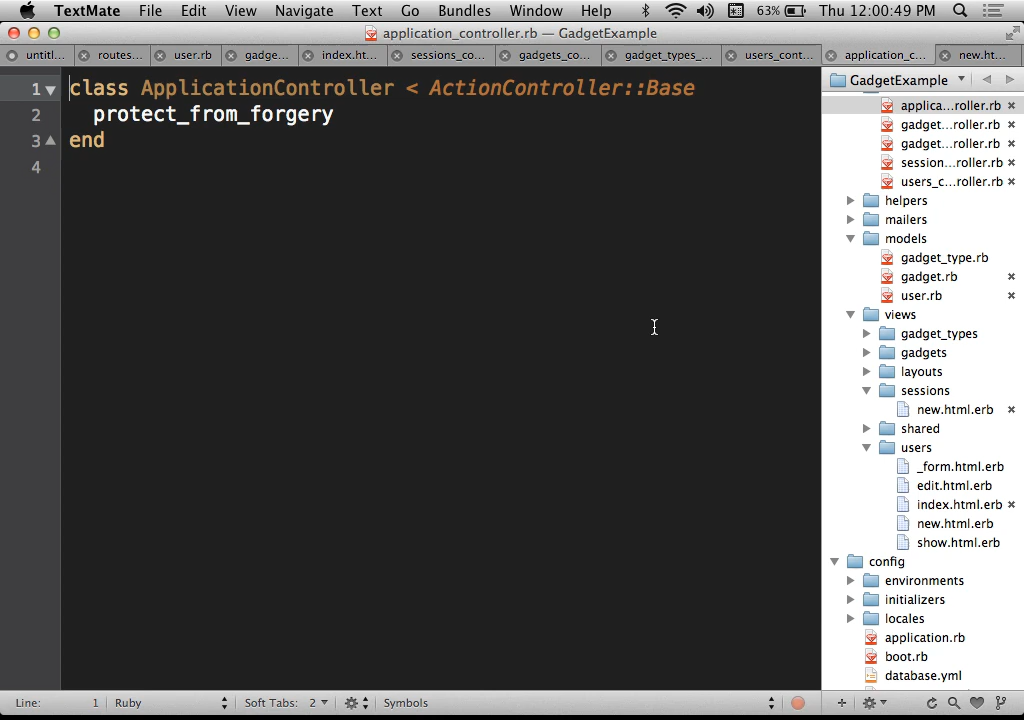 TextMate File Edit View Navigate Text Go Bundles Window Help 63% Thu 12:00:49 PM
application_controller.rb — GadgetExample
untitl... routes... user.rb gadge... index.ht... sessions_co... gadgets_co... gadget_types_... users_cont... application_c... new.ht...
1 class ApplicationController < ActionController::Base
2 protect_from_forgery
3 end
4
GadgetExample
applica...roller.rb
gadget...roller.rb
gadget...roller.rb
session...roller.rb
users_c...roller.rb
helpers
mailers
models
gadget_type.rb
gadget.rb
user.rb
views
gadget_types
gadgets
layouts
sessions
new.html.erb
shared
users
_form.html.erb
edit.html.erb
index.html.erb
new.html.erb
show.html.erb
config
environments
initializers
locales
application.rb
boot.rb
database.yml
Line: 1 Ruby Soft Tabs: 2 Symbols